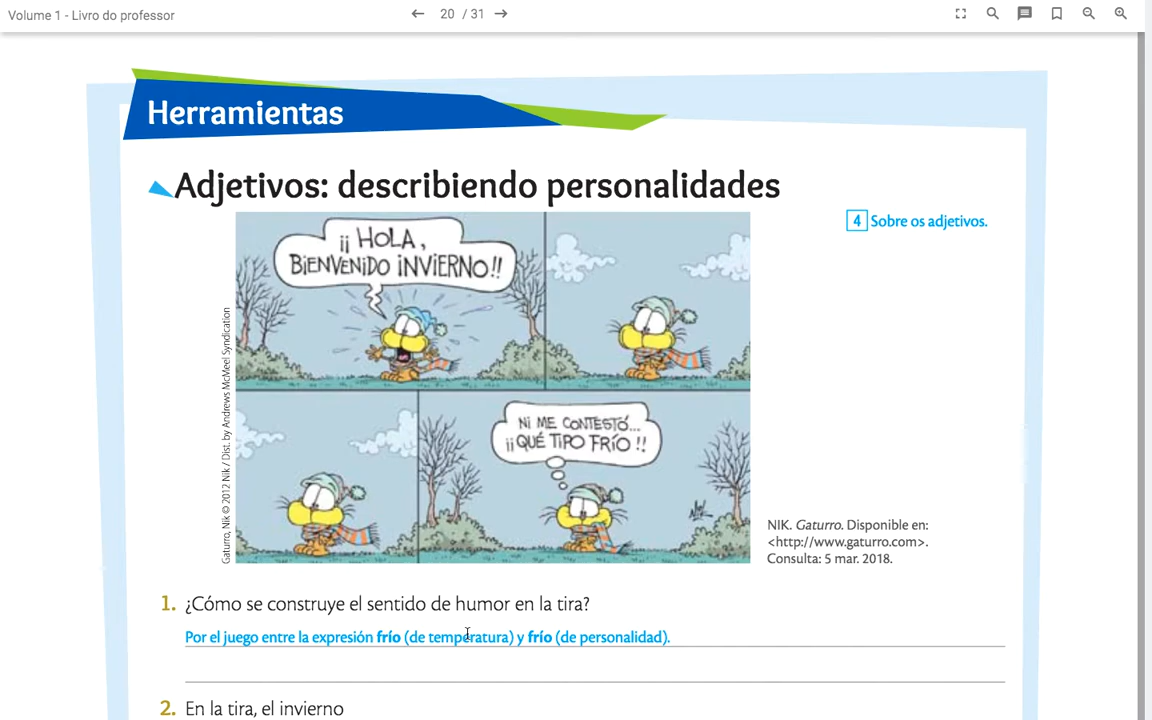 Volume 1 - Livro do professor
20 / 31
Herramientas
Adjetivos: describiendo personalidades
4 Sobre os adjetivos.
¡¡ HOLA,
BIENVENIDO INVIERNO!!
NI ME CONTESTÓ...
¡¡QUÉ TIPO FRÍO !!
NIK
Gaturro, Nik © 2012 Nik / Dist. by Andrews McMeel Syndication
NIK. Gaturro. Disponible en:
<http://www.gaturro.com>.
Consulta: 5 mar. 2018.
1. ¿Cómo se construye el sentido de humor en la tira?
Por el juego entre la expresión frío (de temperatura) y frío (de personalidad).
2. En la tira, el invierno